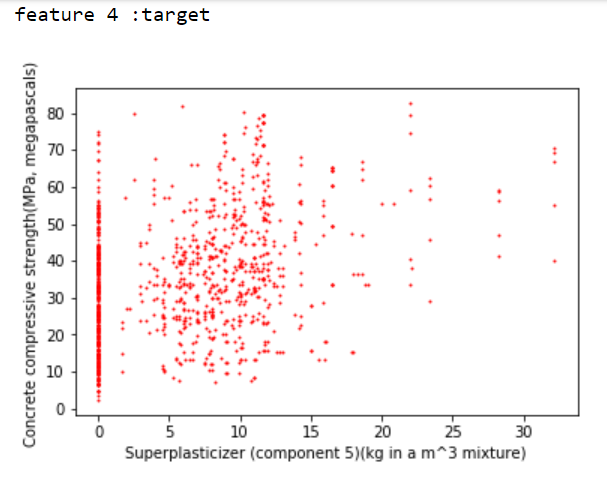 feature 4 :target
Concrete compressive strength(MPa, megapascals)
80
70
60
50
40
30
20
10
0
0 5 10 15 20 25 30
Superplasticizer (component 5)(kg in a m^3 mixture)